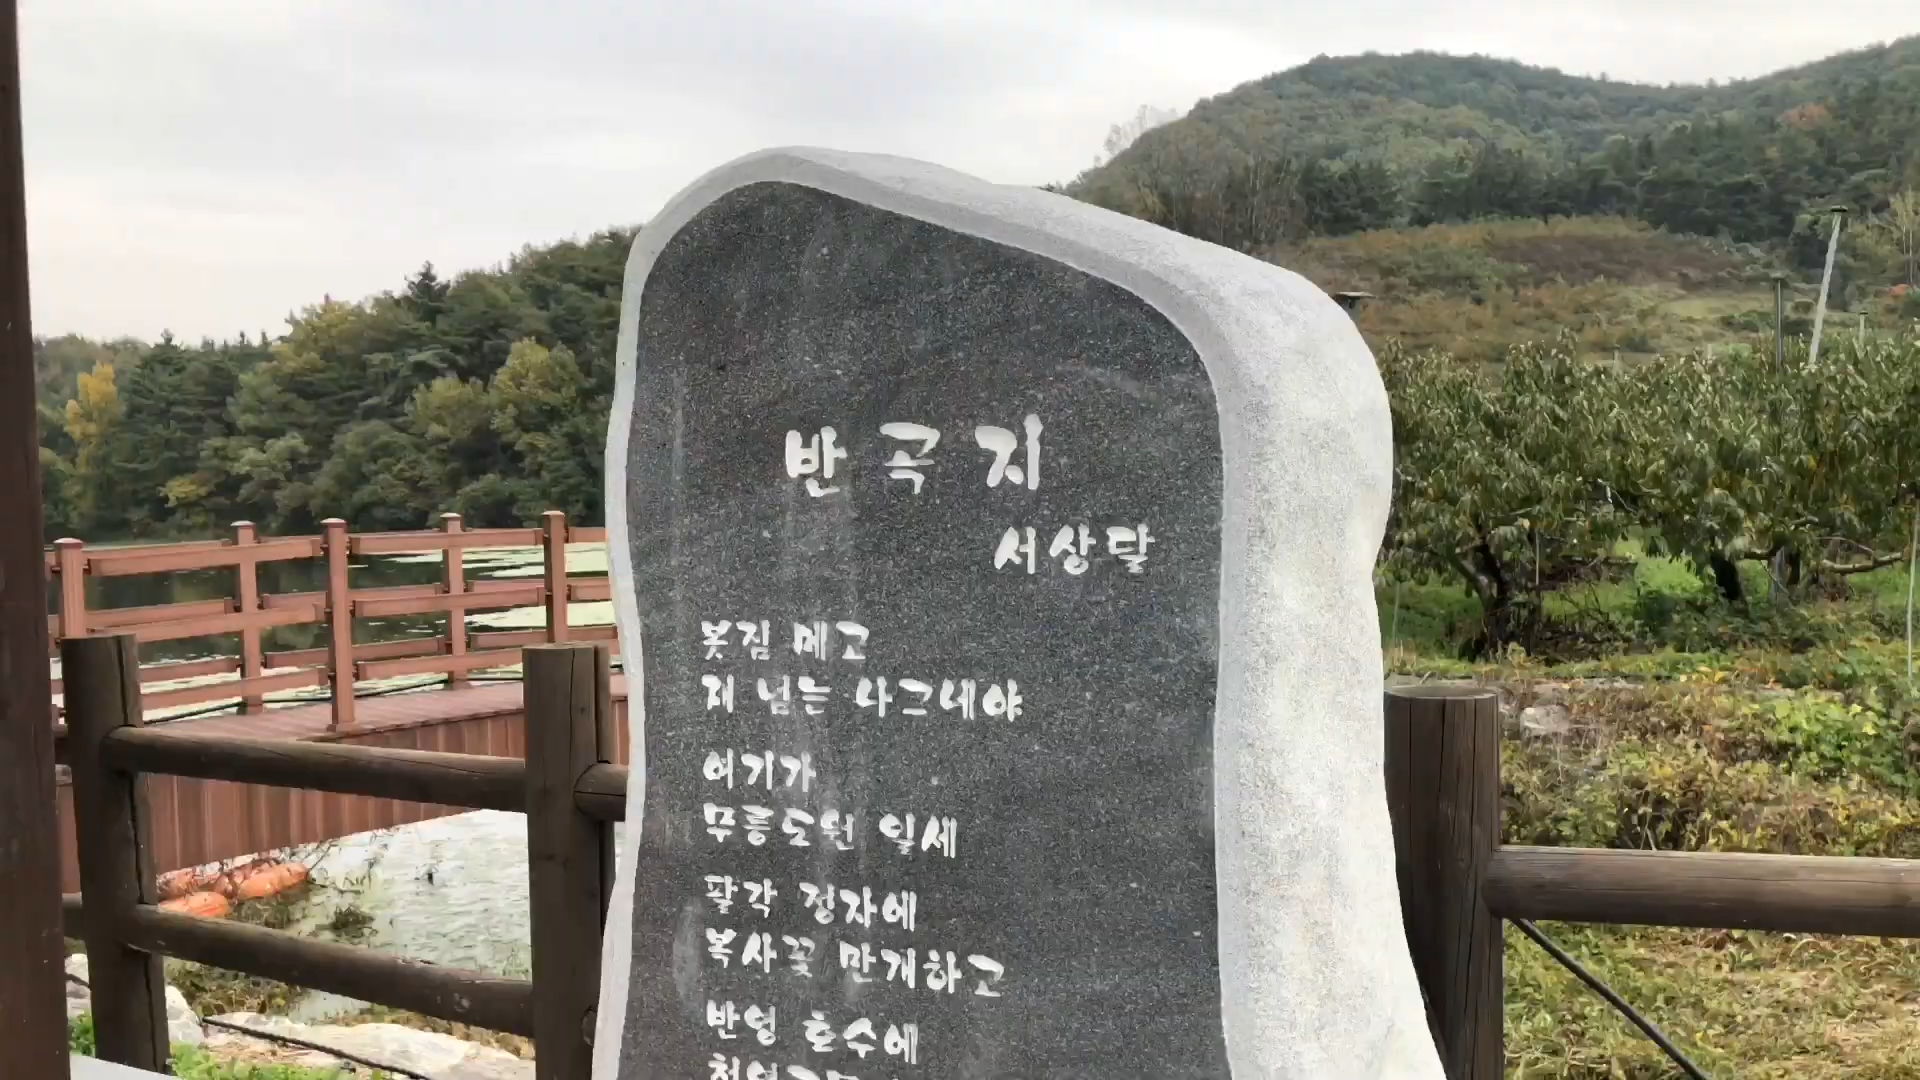 반곡지
서상달
봇짐 메고
재 넘는 나그네야
여기가
무릉도원 일세
팔각 정자에
복사꽃 만개하고
반영 호수에